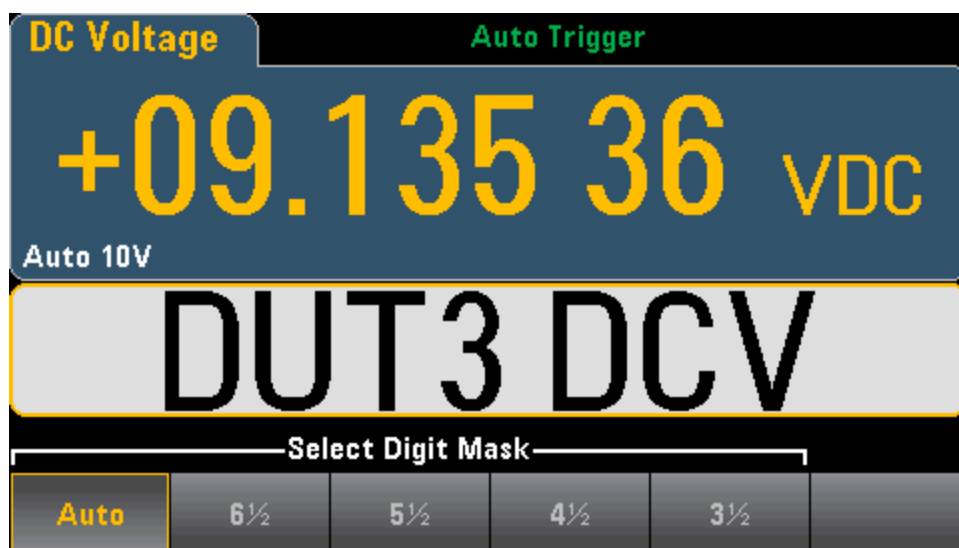 DC Voltage Auto Trigger
+09.135 36 VDC
Auto 10V
DUT3 DCV
Select Digit Mask
Auto 6½ 5½ 4½ 3½